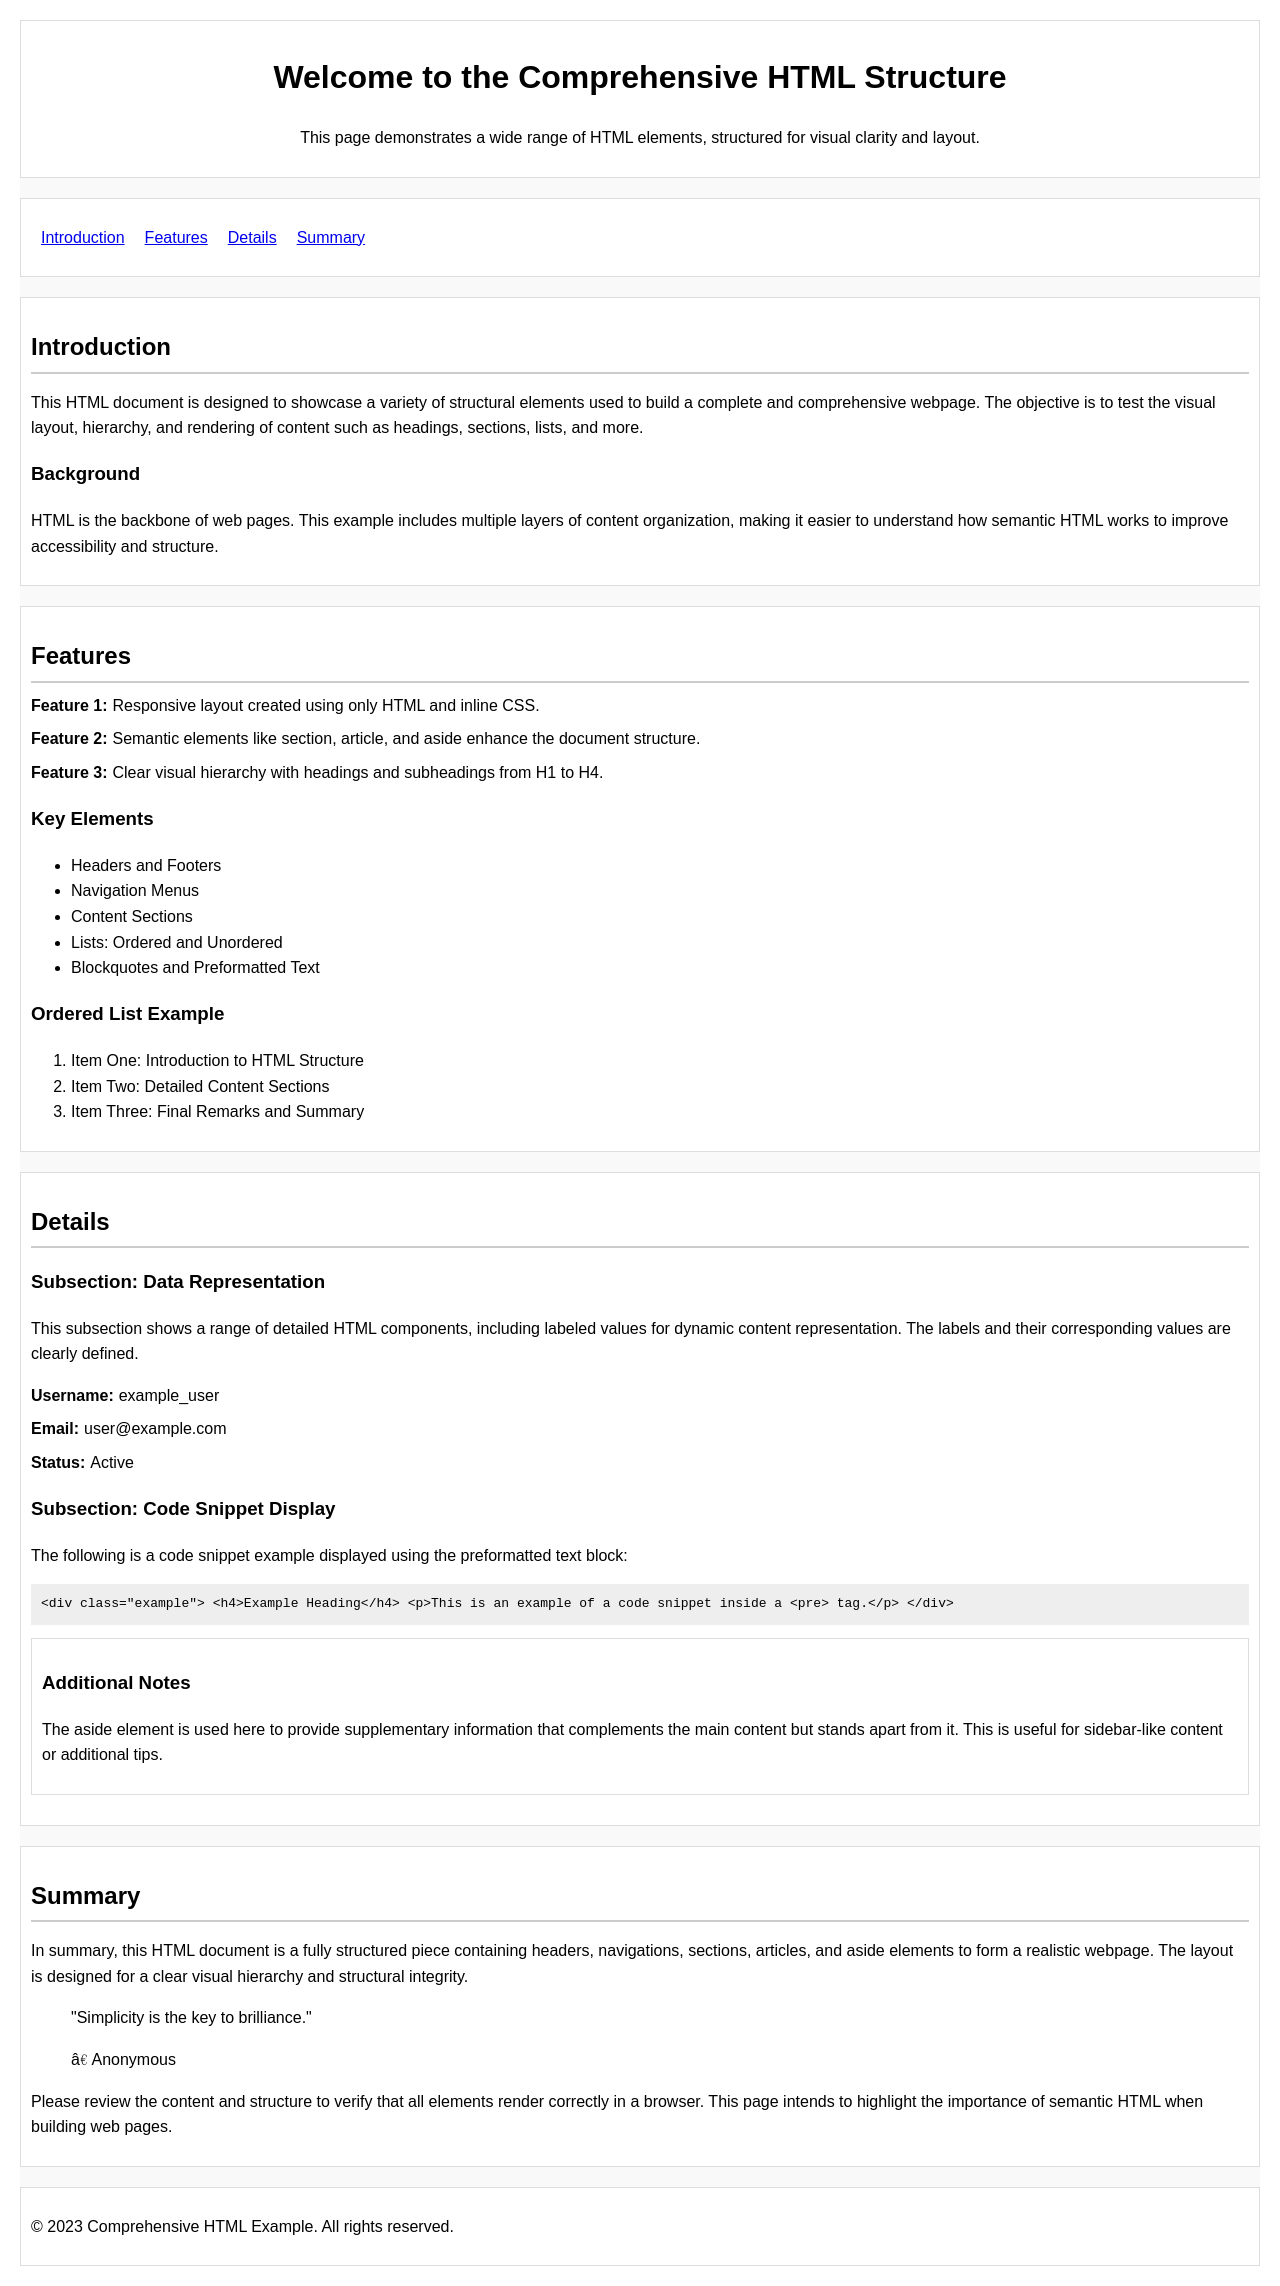 Welcome to the Comprehensive HTML Structure
This page demonstrates a wide range of HTML elements, structured for visual clarity and layout.
Introduction Features Details Summary
Introduction
This HTML document is designed to showcase a variety of structural elements used to build a complete and comprehensive webpage. The objective is to test the visual
layout, hierarchy, and rendering of content such as headings, sections, lists, and more.
Background
HTML is the backbone of web pages. This example includes multiple layers of content organization, making it easier to understand how semantic HTML works to improve
accessibility and structure.
Features
Feature 1: Responsive layout created using only HTML and inline CSS.
Feature 2: Semantic elements like section, article, and aside enhance the document structure.
Feature 3: Clear visual hierarchy with headings and subheadings from H1 to H4.
Key Elements
• Headers and Footers
• Navigation Menus
• Content Sections
• Lists: Ordered and Unordered
• Blockquotes and Preformatted Text
Ordered List Example
1. Item One: Introduction to HTML Structure
2. Item Two: Detailed Content Sections
3. Item Three: Final Remarks and Summary
Details
Subsection: Data Representation
This subsection shows a range of detailed HTML components, including labeled values for dynamic content representation. The labels and their corresponding values are
clearly defined.
Username: example_user
Email: user@example.com
Status: Active
Subsection: Code Snippet Display
The following is a code snippet example displayed using the preformatted text block:
<div class="example"> <h4>Example Heading</h4> <p>This is an example of a code snippet inside a <pre> tag.</p> </div>
Additional Notes
The aside element is used here to provide supplementary information that complements the main content but stands apart from it. This is useful for sidebar-like content
or additional tips.
Summary
In summary, this HTML document is a fully structured piece containing headers, navigations, sections, articles, and aside elements to form a realistic webpage. The layout
is designed for a clear visual hierarchy and structural integrity.
"Simplicity is the key to brilliance."
â€ Anonymous
Please review the content and structure to verify that all elements render correctly in a browser. This page intends to highlight the importance of semantic HTML when
building web pages.
© 2023 Comprehensive HTML Example. All rights reserved.